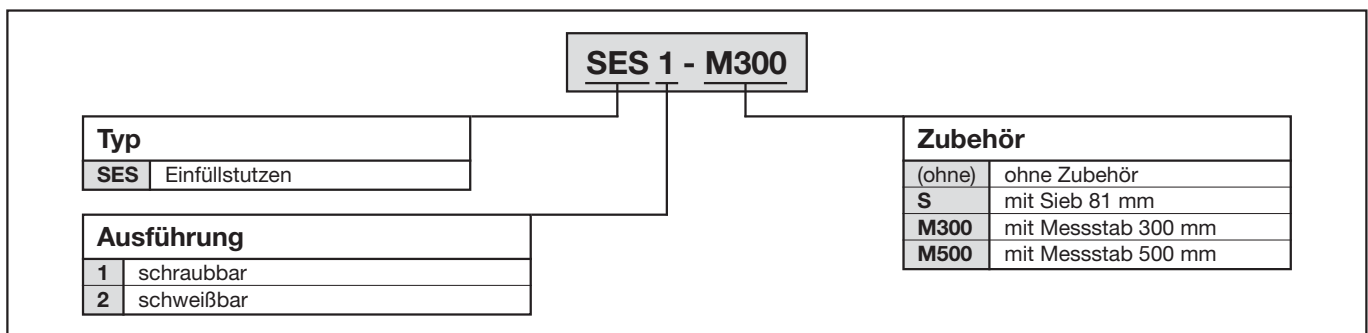 SES 1 - M300
Typ
SES Einfüllstutzen
Ausführung
1 schraubbar
2 schweißbar
Zubehör
(ohne) ohne Zubehör
S mit Sieb 81 mm
M300 mit Messstab 300 mm
M500 mit Messstab 500 mm